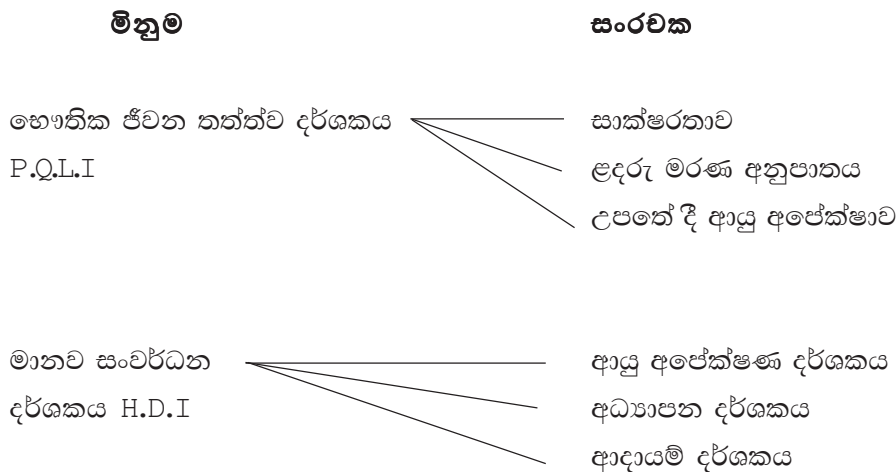 මිනුම සංරචක
භෞතික ජීවන තත්ත්ව දර්ශකය සාක්ෂරතාව
P.Q.L.I ළදරු මරණ අනුපාතය
උපතේ දී ආයු අපේක්ෂාව
මානව සංවර්ධන ආයු අපේක්ෂණ දර්ශකය
දර්ශකය H.D.I අධ්‍යාපන දර්ශකය
ආදායම් දර්ශකය